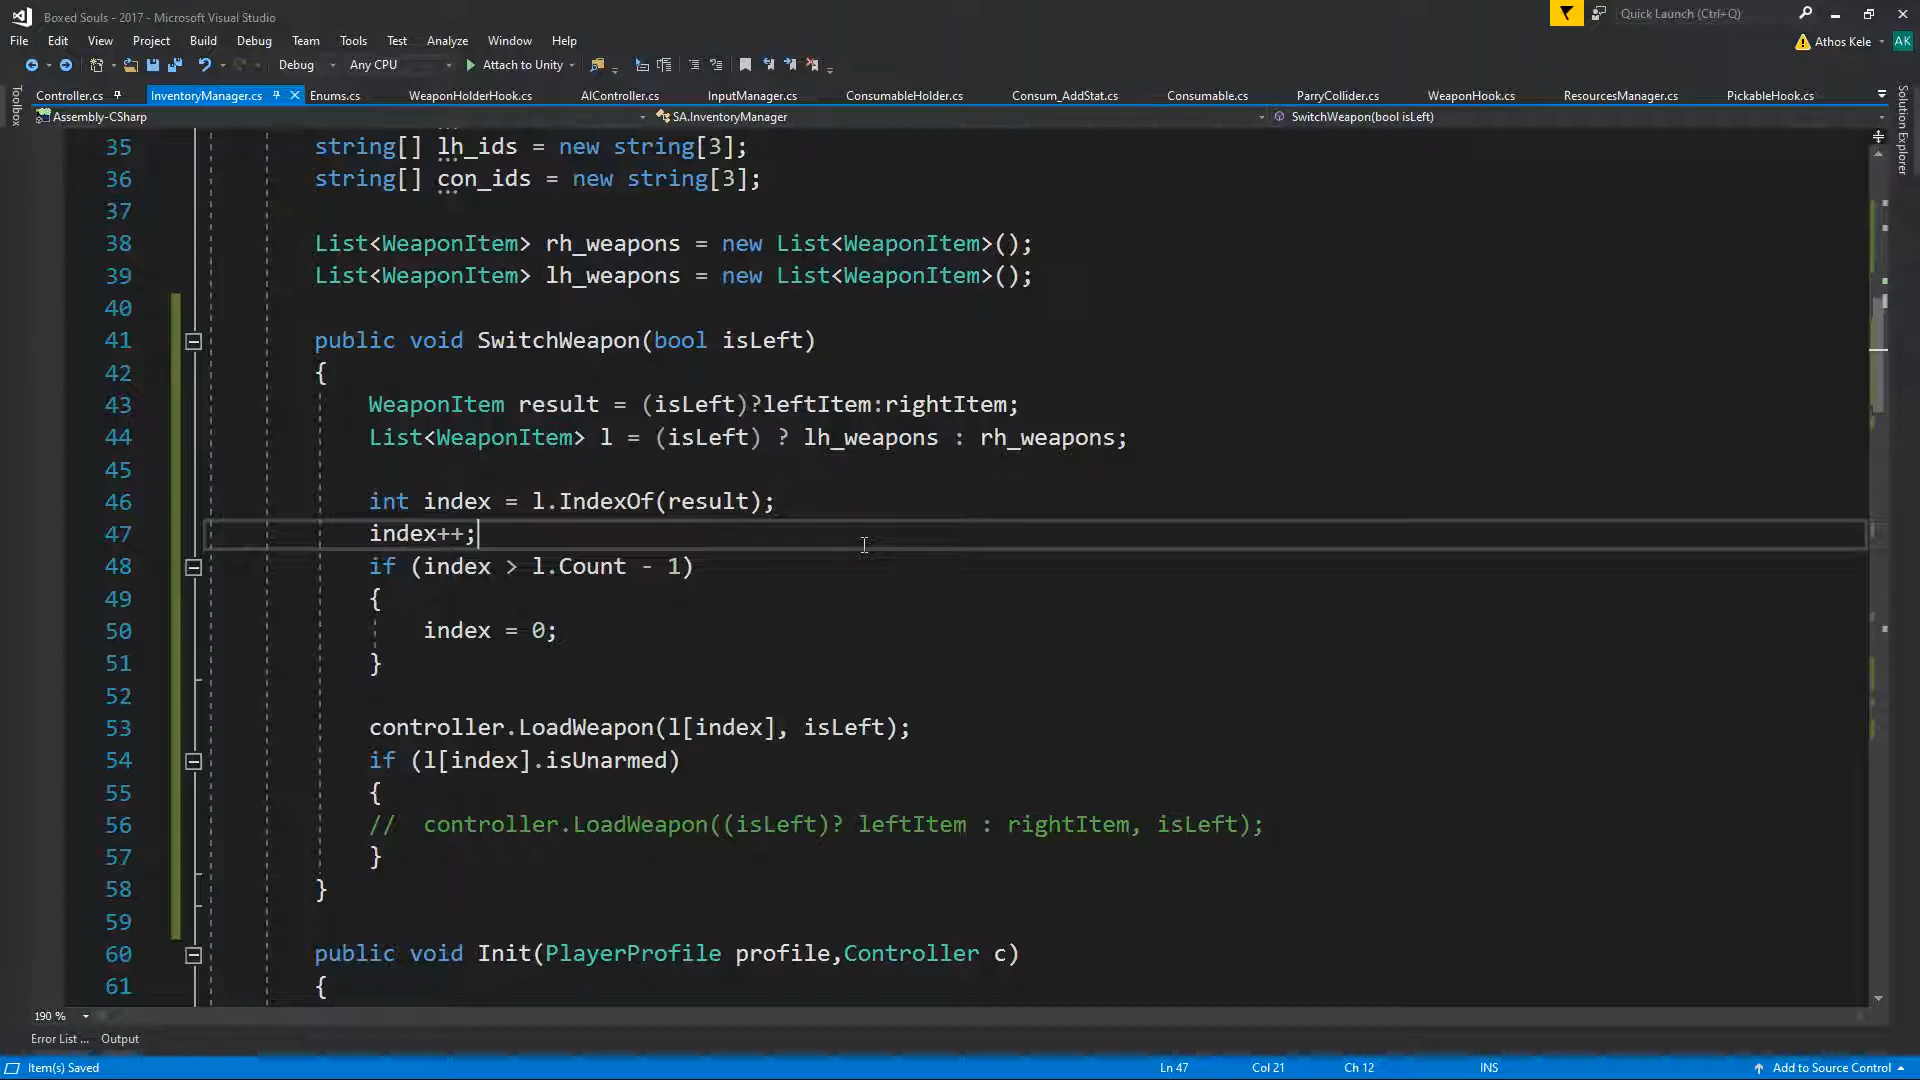 Boxed Souls - 2017 - Microsoft Visual Studio
Quick Launch (Ctrl+Q)
File Edit View Project Build Debug Team Tools Test Analyze Window Help
Athos Kele AK
Debug Any CPU Attach to Unity
Controller.cs InventoryManager.cs Enums.cs WeaponHolderHook.cs AIController.cs InputManager.cs ConsumableHolder.cs Consum_AddStat.cs Consumable.cs ParryCollider.cs WeaponHook.cs ResourcesManager.cs PickableHook.cs
Toolbox
Solution Explorer
Assembly-CSharp SA.InventoryManager SwitchWeapon(bool isLeft)
35 string[] lh_ids = new string[3];
36 string[] con_ids = new string[3];
37
38 List<WeaponItem> rh_weapons = new List<WeaponItem>();
39 List<WeaponItem> lh_weapons = new List<WeaponItem>();
40
41 public void SwitchWeapon(bool isLeft)
42 {
43 WeaponItem result = (isLeft)?leftItem:rightItem;
44 List<WeaponItem> l = (isLeft) ? lh_weapons : rh_weapons;
45
46 int index = l.IndexOf(result);
47 index++;
48 if (index > l.Count - 1)
49 {
50 index = 0;
51 }
52
53 controller.LoadWeapon(l[index], isLeft);
54 if (l[index].isUnarmed)
55 {
56 // controller.LoadWeapon((isLeft)? leftItem : rightItem, isLeft);
57 }
58 }
59
60 public void Init(PlayerProfile profile,Controller c)
61 {
190 %
Error List ... Output
Item(s) Saved Ln 47 Col 21 Ch 12 INS Add to Source Control